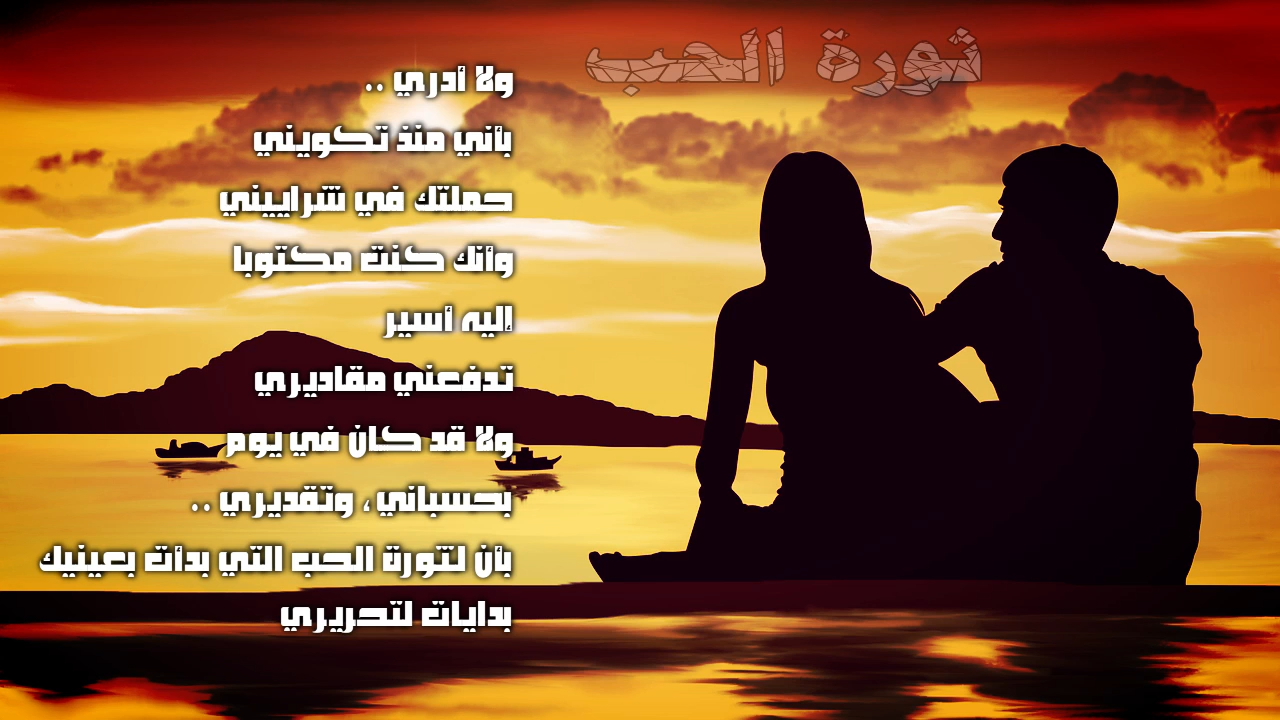 ثورة الحب
ولا أدري ..
بأني منذ تكويني
حملتك في شراييني
وأنك كنت مكتوبا
إليه أسير
تدفعني مقاديري
ولا قد كان في يوم
بحسباني، وتقديري ..
بأن لثورة الحب التي بدأت بعينيك
بدايات لتحريري